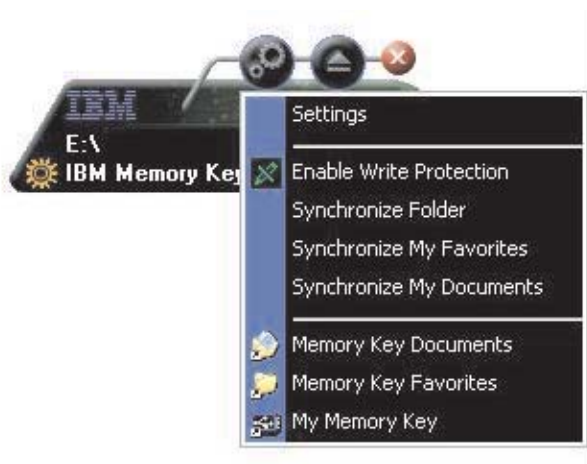 IBM
E:\
IBM Memory Key
Settings
Enable Write Protection
Synchronize Folder
Synchronize My Favorites
Synchronize My Documents
Memory Key Documents
Memory Key Favorites
My Memory Key